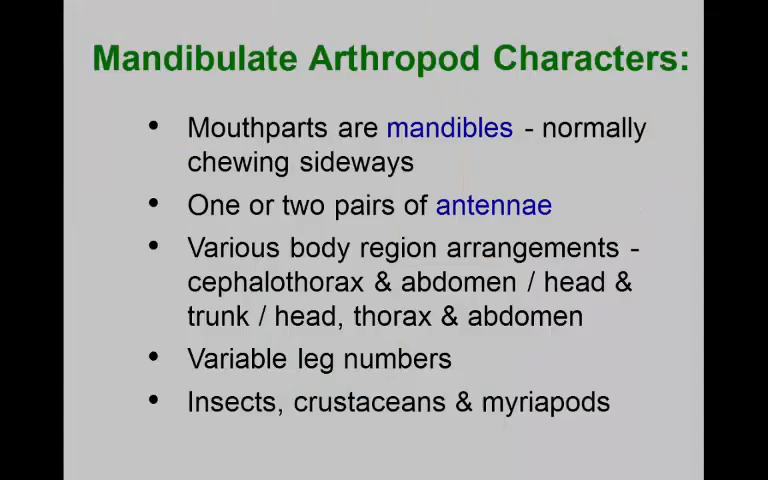 Mandibulate Arthropod Characters:
• Mouthparts are mandibles - normally
chewing sideways
• One or two pairs of antennae
• Various body region arrangements -
cephalothorax & abdomen / head &
trunk / head, thorax & abdomen
• Variable leg numbers
• Insects, crustaceans & myriapods